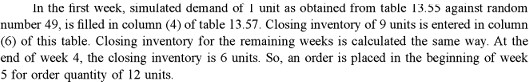 In the first week, simulated demand of 1 unit as obtained from table 13.55 against random
number 49, is filled in column (4) of table 13.57. Closing inventory of 9 units is entered in column
(6) of this table. Closing inventory for the remaining weeks is calculated the same way. At the
end of week 4, the closing inventory is 6 units. So, an order is placed in the beginning of week
5 for order quantity of 12 units.